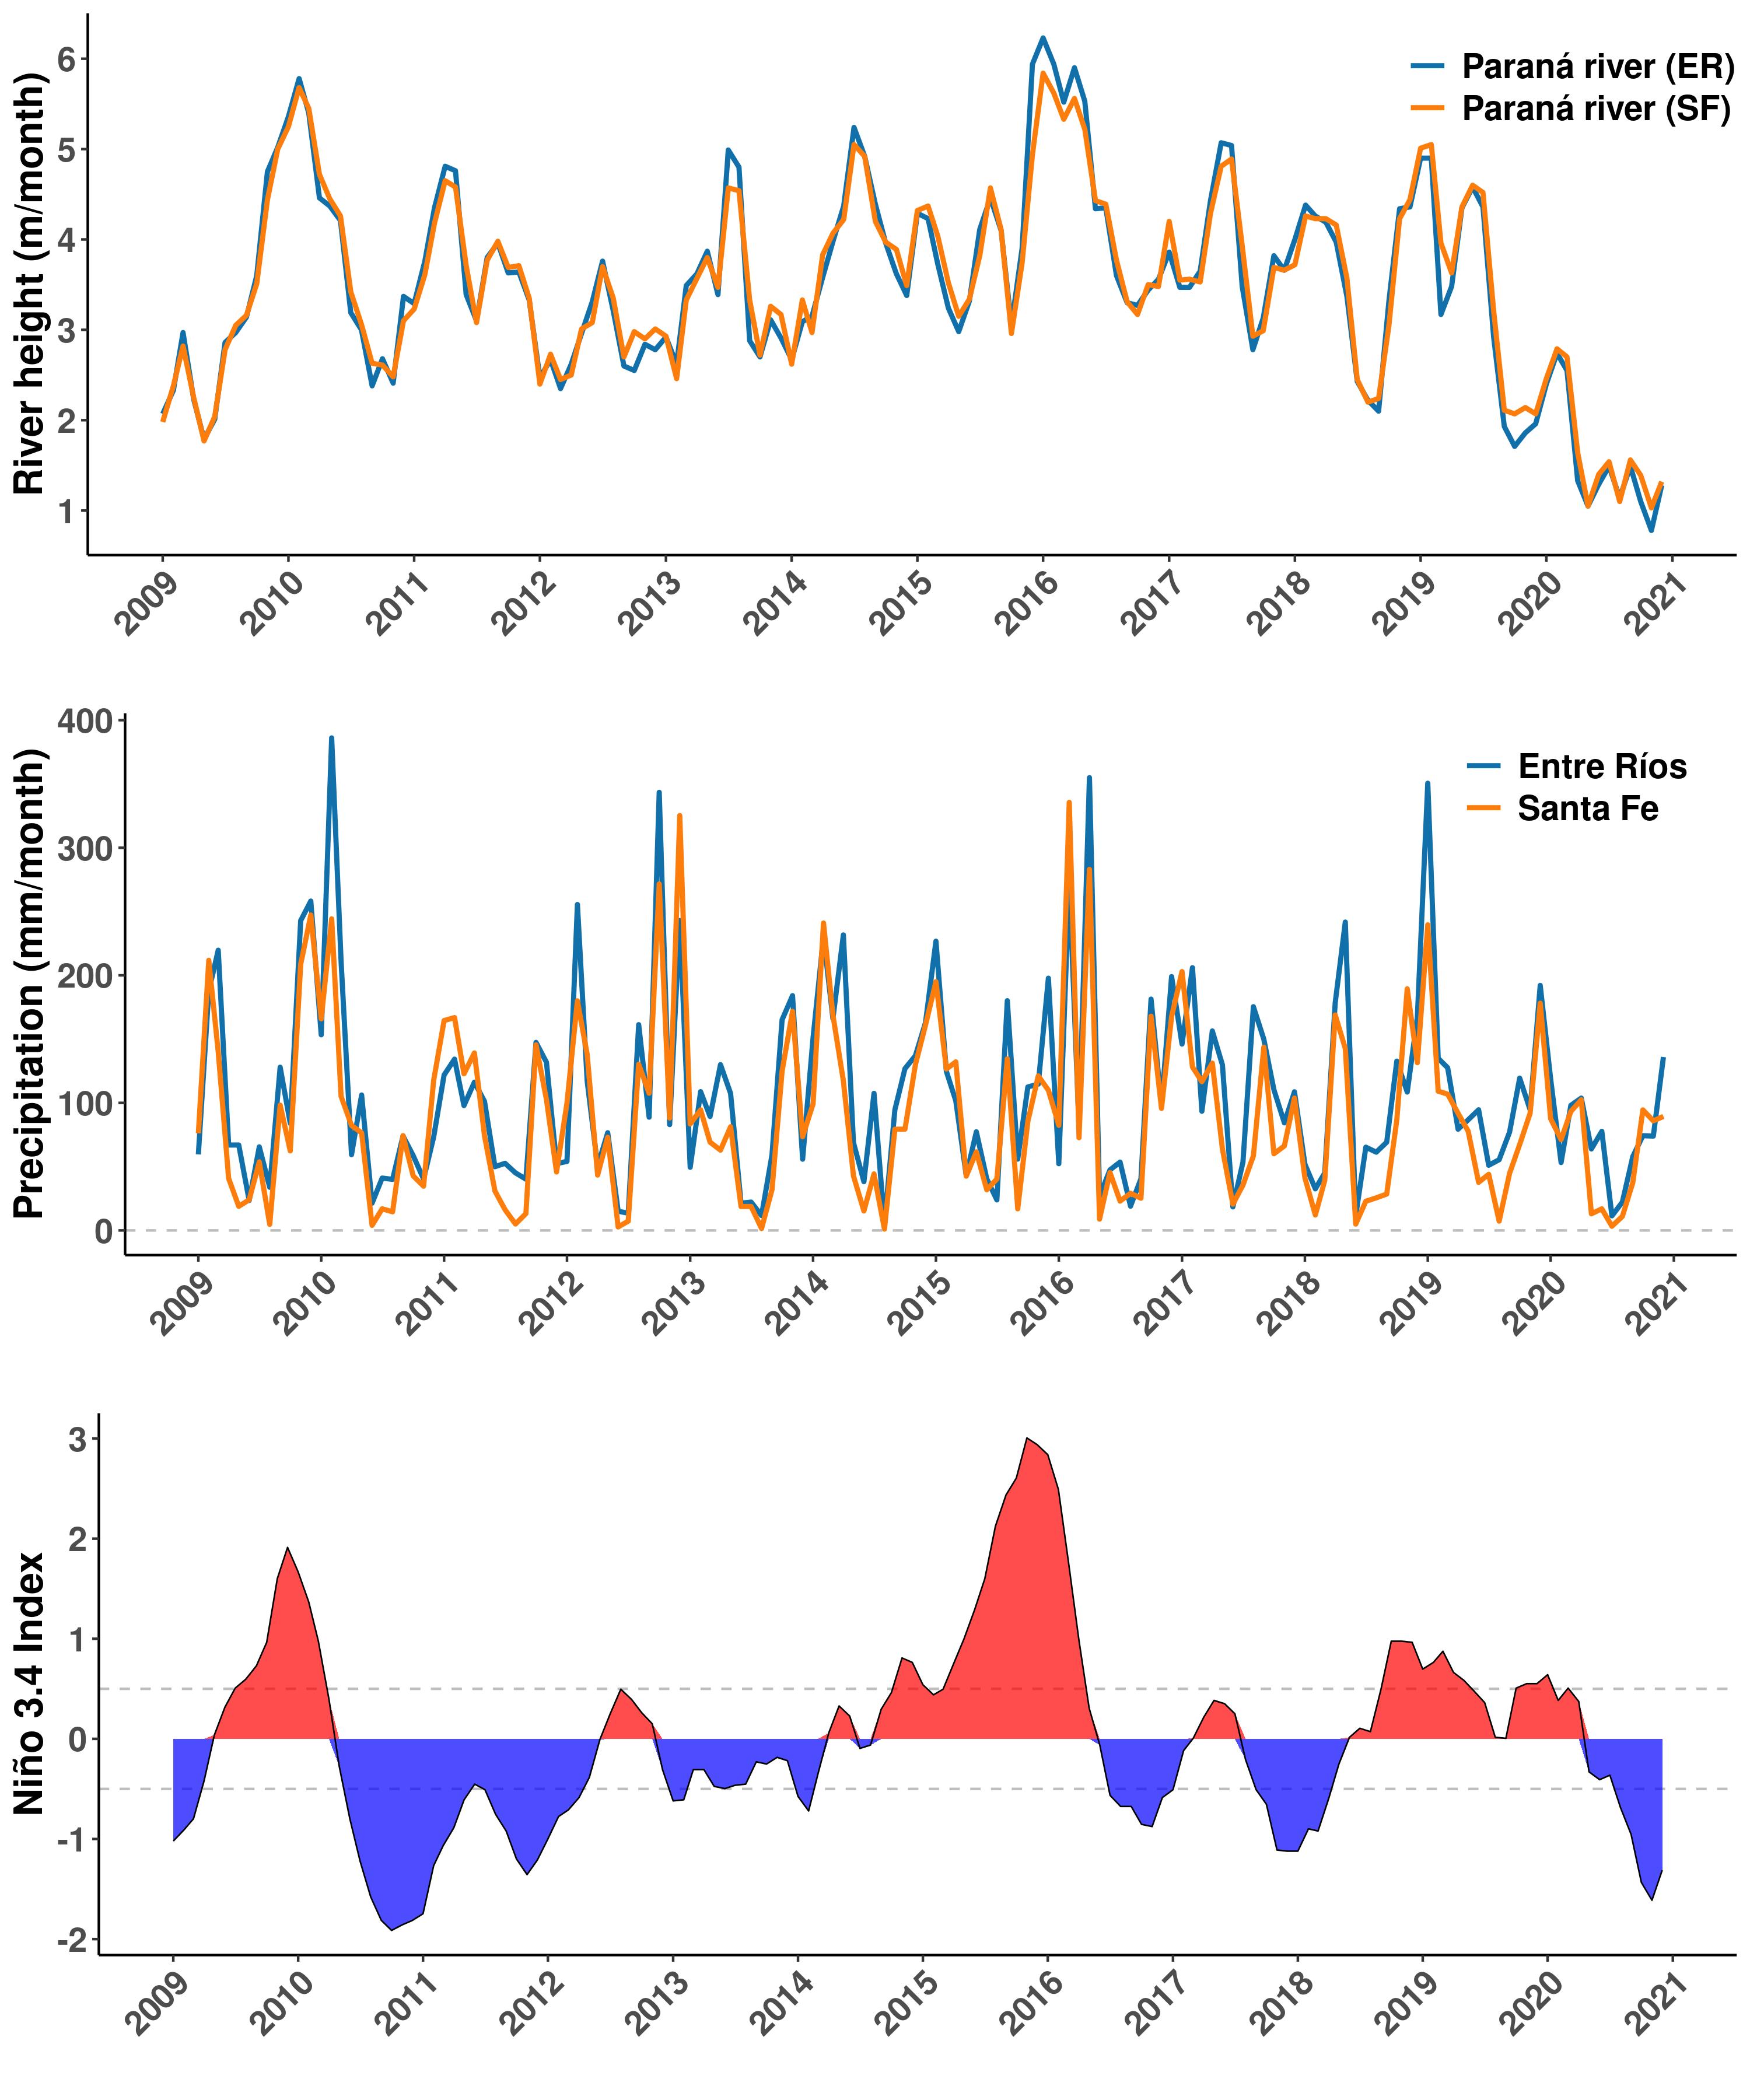 River height (m/month)
6
5
4
3
2
1
Paraná river (ER)
Paraná river (SF)
2009 2010 2011 2012 2013 2014 2015 2016 2017 2018 2019 2020 2021
Precipitation (mm/month)
400
300
200
100
0
Entre Ríos
Santa Fe
2009 2010 2011 2012 2013 2014 2015 2016 2017 2018 2019 2020 2021
Niño 3.4 Index
3
2
1
0
-1
-2
2009 2010 2011 2012 2013 2014 2015 2016 2017 2018 2019 2020 2021